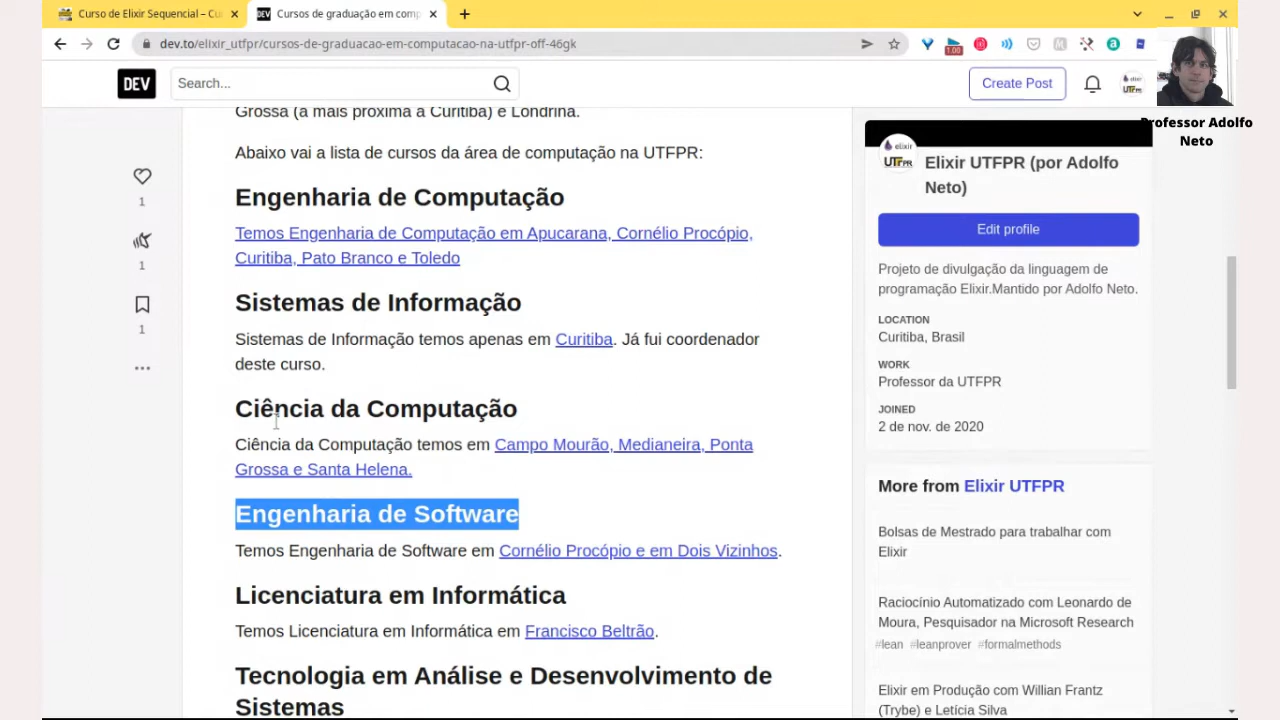 Curso de Elixir Sequencial – Cu
Cursos de graduação em comp
dev.to/elixir_utfpr/cursos-de-graduacao-em-computacao-na-utfpr-off-46gk
1.00
DEV
Search...
Create Post
Professor Adolfo
Neto
Grossa (a mais próxima a Curitiba) e Londrina.
Abaixo vai a lista de cursos da área de computação na UTFPR:
Engenharia de Computação
Temos Engenharia de Computação em Apucarana, Cornélio Procópio,
Curitiba, Pato Branco e Toledo
Sistemas de Informação
Sistemas de Informação temos apenas em Curitiba. Já fui coordenador
deste curso.
Ciência da Computação
Ciência da Computação temos em Campo Mourão, Medianeira, Ponta
Grossa e Santa Helena.
Engenharia de Software
Temos Engenharia de Software em Cornélio Procópio e em Dois Vizinhos.
Licenciatura em Informática
Temos Licenciatura em Informática em Francisco Beltrão.
Tecnologia em Análise e Desenvolvimento de
Sistemas
1
1
1
elixir
UTFPR
Elixir UTFPR (por Adolfo
Neto)
Edit profile
Projeto de divulgação da linguagem de
programação Elixir.Mantido por Adolfo Neto.
LOCATION
Curitiba, Brasil
WORK
Professor da UTFPR
JOINED
2 de nov. de 2020
More from Elixir UTFPR
Bolsas de Mestrado para trabalhar com
Elixir
Raciocínio Automatizado com Leonardo de
Moura, Pesquisador na Microsoft Research
#lean #leanprover #formalmethods
Elixir em Produção com Willian Frantz
(Trybe) e Letícia Silva